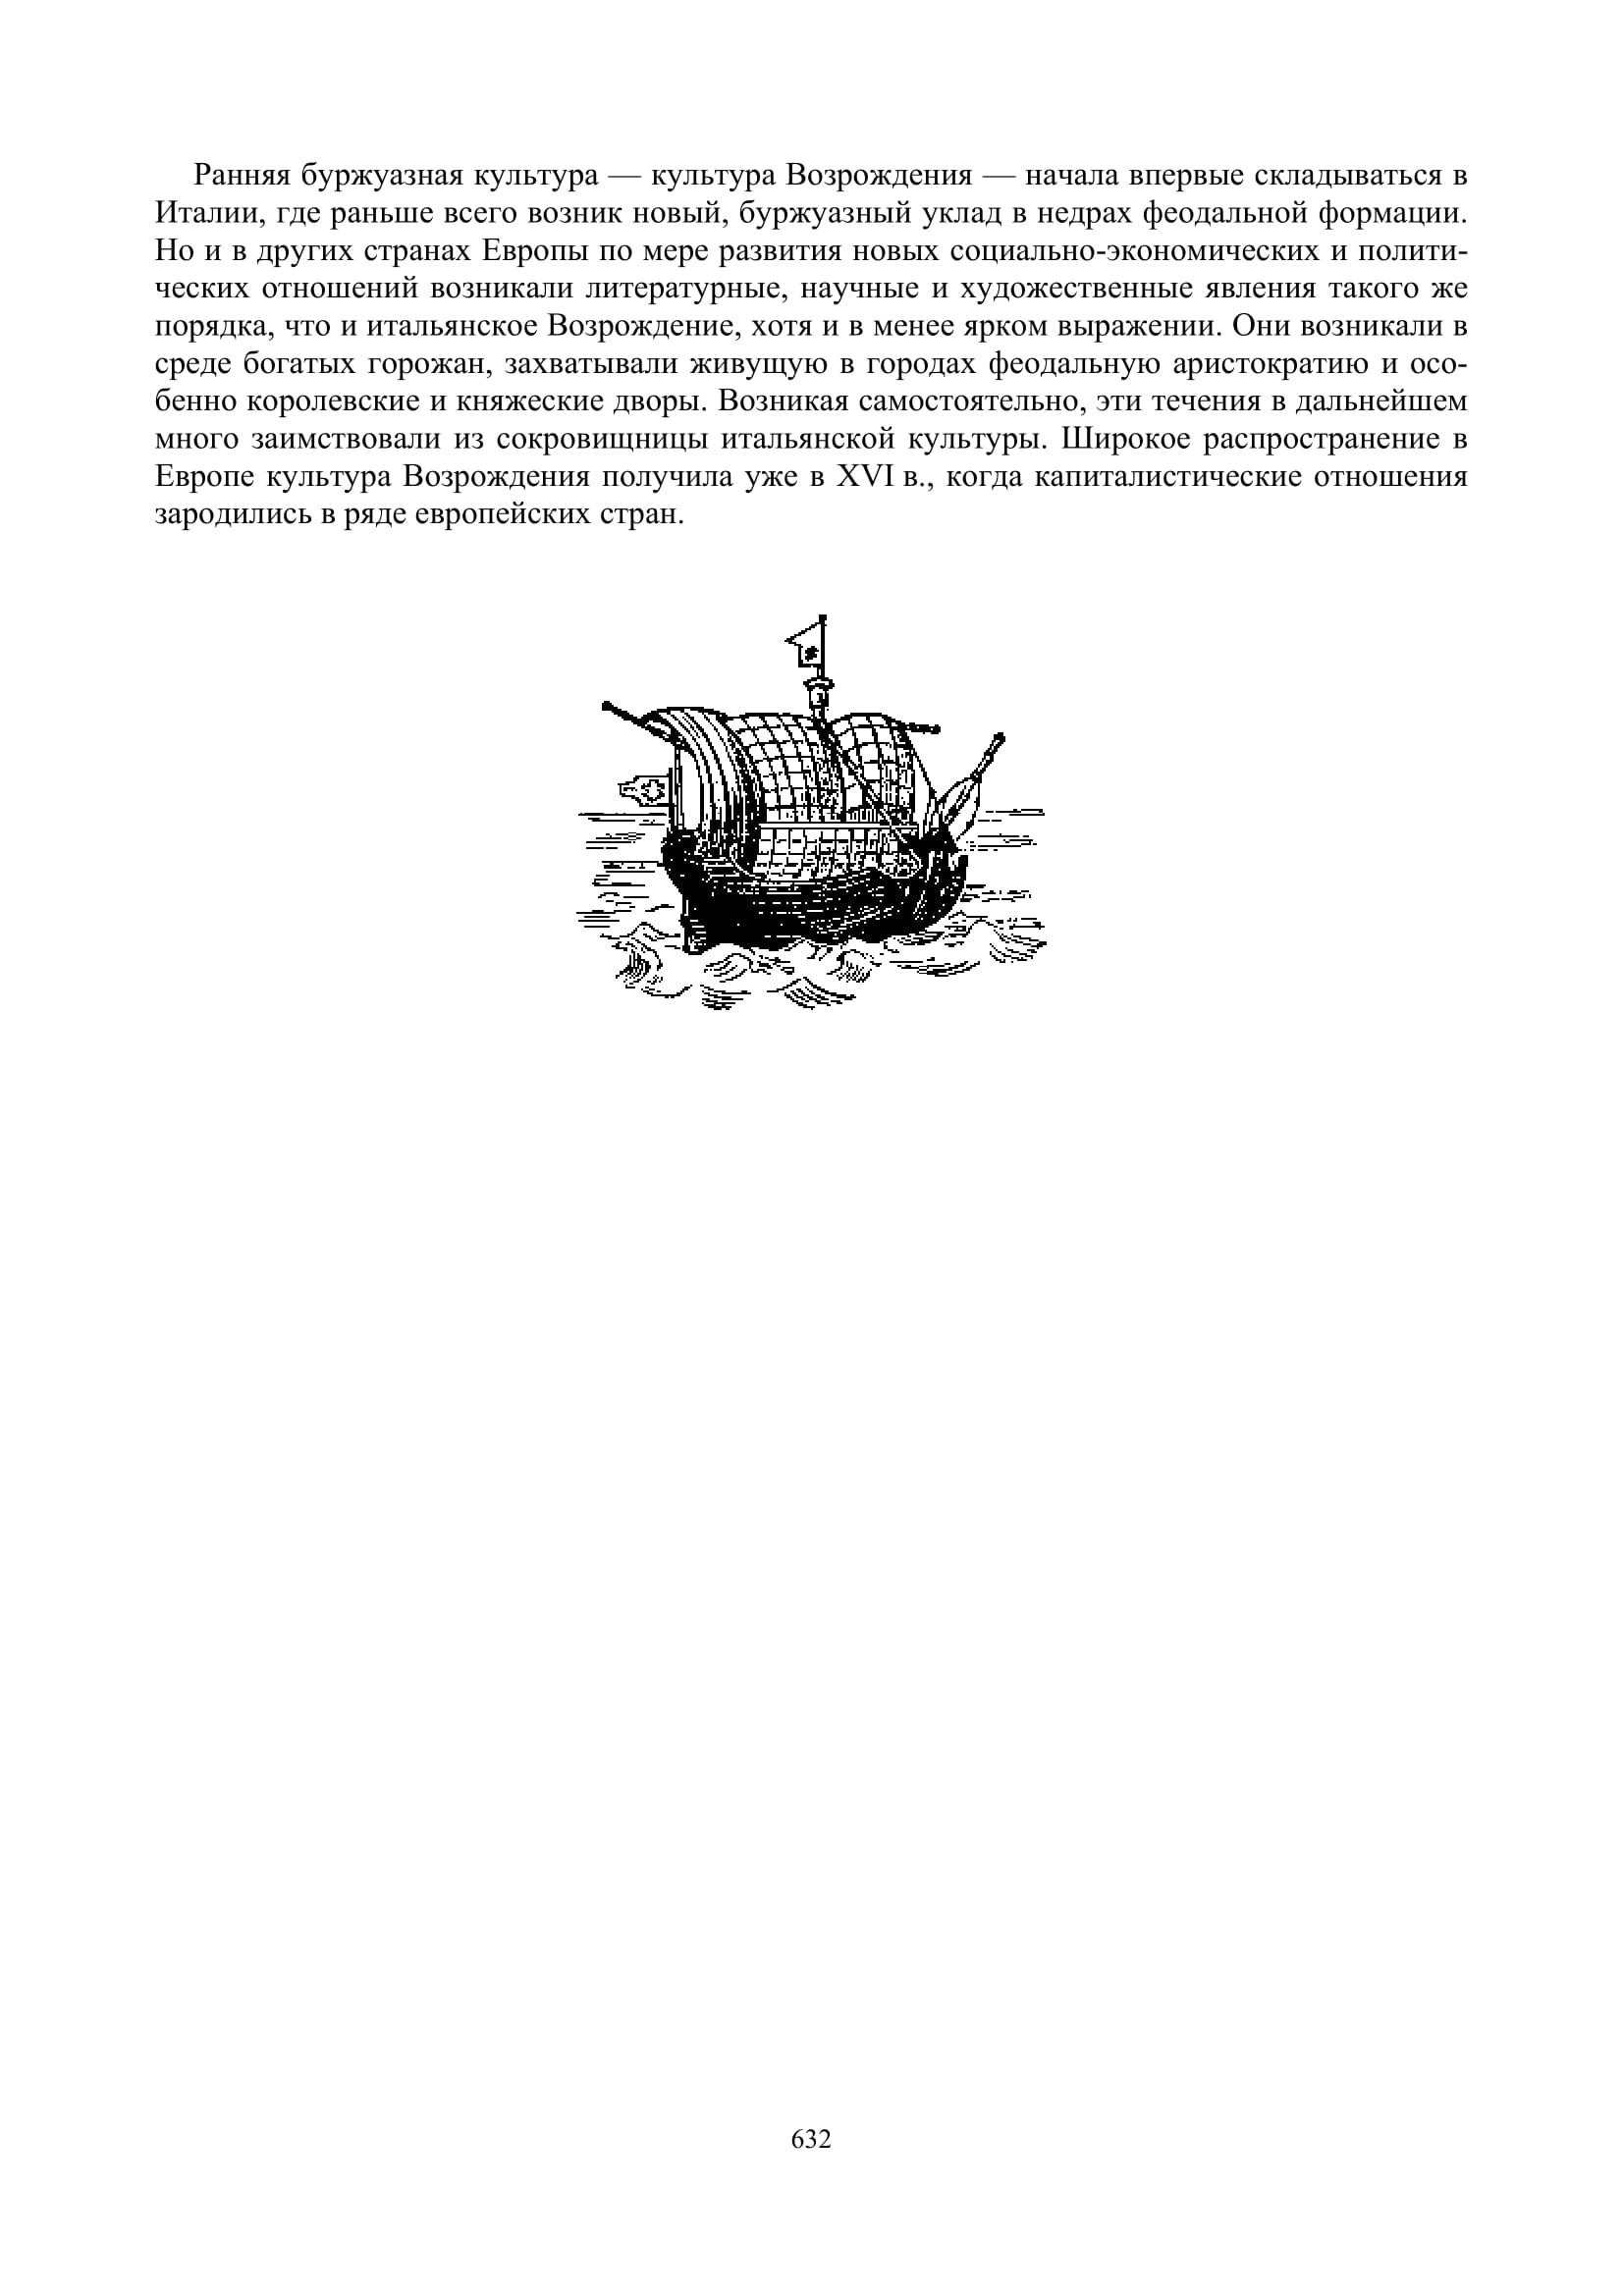 Ранняя буржуазная культура — культура Возрождения — начала впервые складываться в
Италии, где раньше всего возник новый, буржуазный уклад в недрах феодальной формации.
Но и в других странах Европы по мере развития новых социально-экономических и полити-
ческих отношений возникали литературные, научные и художественные явления такого же
порядка, что и итальянское Возрождение, хотя и в менее ярком выражении. Они возникали в
среде богатых горожан, захватывали живущую в городах феодальную аристократию и осо-
бенно королевские и княжеские дворы. Возникая самостоятельно, эти течения в дальнейшем
много заимствовали из сокровищницы итальянской культуры. Широкое распространение в
Европе культура Возрождения получила уже в XVI в., когда капиталистические отношения
зародились в ряде европейских стран.
632